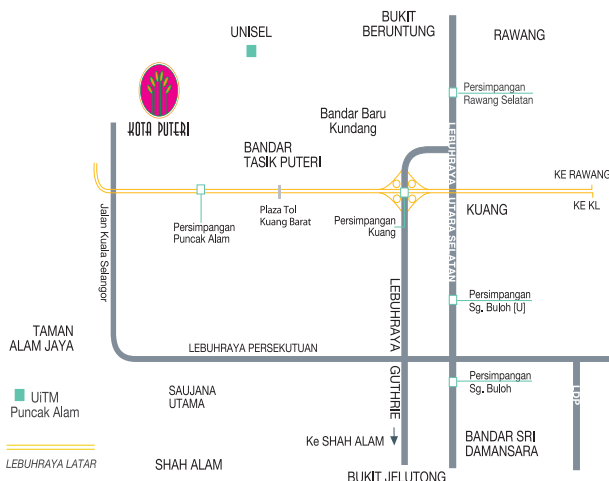 BUKIT
BERUNTUNG
UNISEL
RAWANG
Persimpangan
Rawang Selatan
KOTA PUTERI
Bandar Baru
Kundang
BANDAR
TASIK PUTERI
LEBUHRAYA UTARA SELATAN
KE RAWANG
KE KL
Jalan Kuala Selangor
Persimpangan
Puncak Alam
Plaza Tol
Kuang Barat
Persimpangan
Kuang
KUANG
LEBUHRAYA GUTHRIE
Persimpangan
Sg. Buloh [U]
TAMAN
ALAM JAYA
LEBUHRAYA PERSEKUTUAN
Persimpangan
Sg. Buloh
LDP
UiTM
Puncak Alam
SAUJANA
UTAMA
Ke SHAH ALAM
BANDAR SRI
DAMANSARA
LEBUHRAYA LATAR
SHAH ALAM
BUKIT JELUTONG